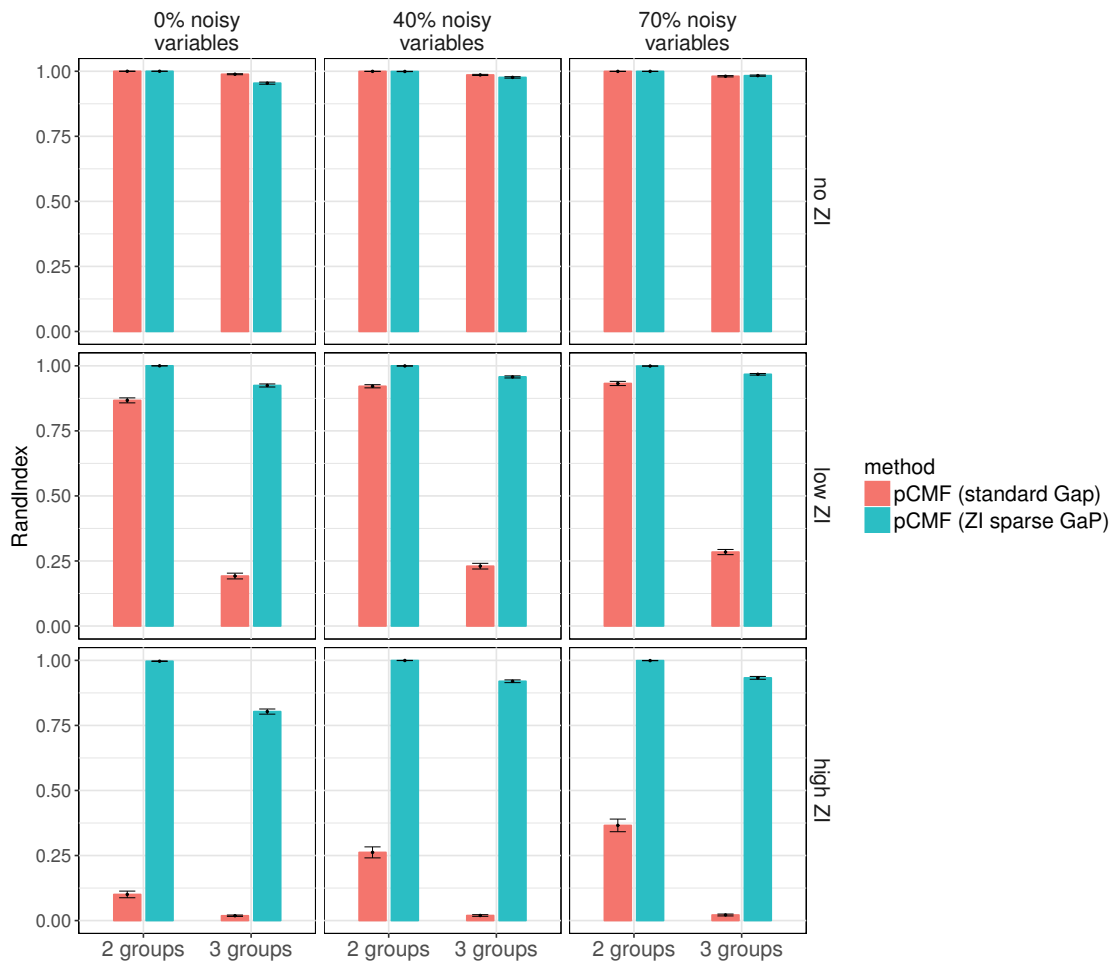 0% noisy
variables
40% noisy
variables
70% noisy
variables
1.00
0.75
0.50
0.25
0.00
no ZI
1.00
0.75
0.50
0.25
0.00
low ZI
1.00
0.75
0.50
0.25
0.00
high ZI
RandIndex
2 groups
3 groups
2 groups
3 groups
2 groups
3 groups
method
pCMF (standard Gap)
pCMF (ZI sparse GaP)